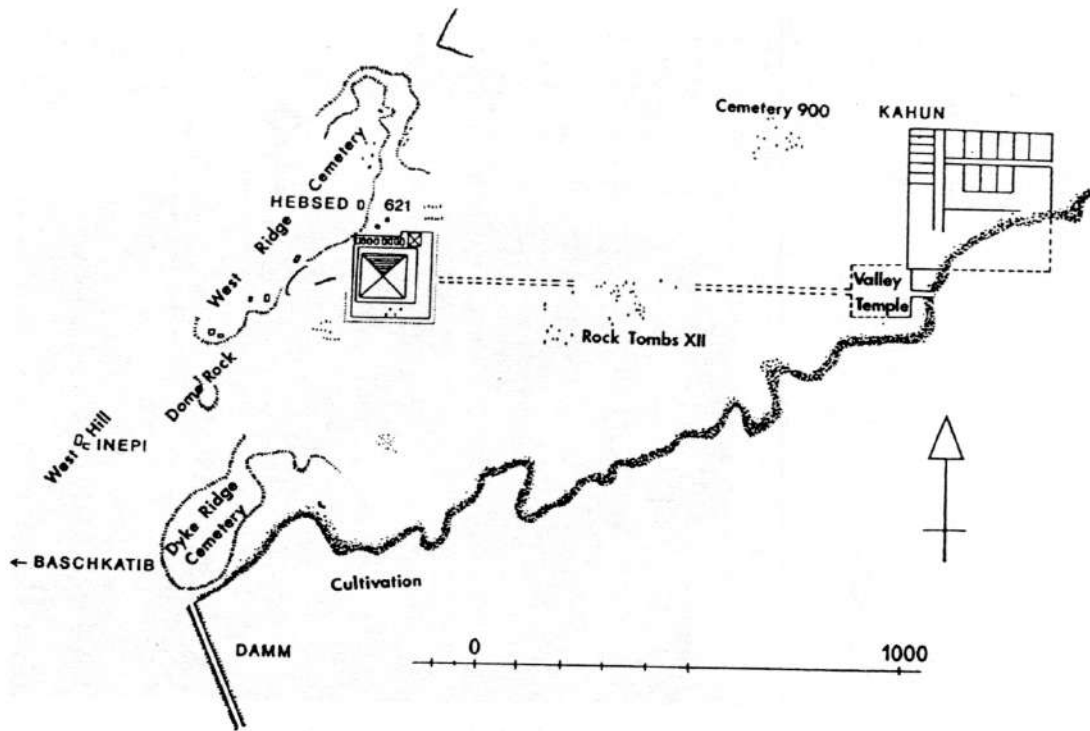 Cemetery 900
KAHUN
West Ridge Cemetery
HEBSED
621
Valley
Temple
Rock Tombs XII
Dome Rock
West Hill
INEPI
Dyke Ridge
Cemetery
← BASCHKATIB
Cultivation
DAMM
0
1000